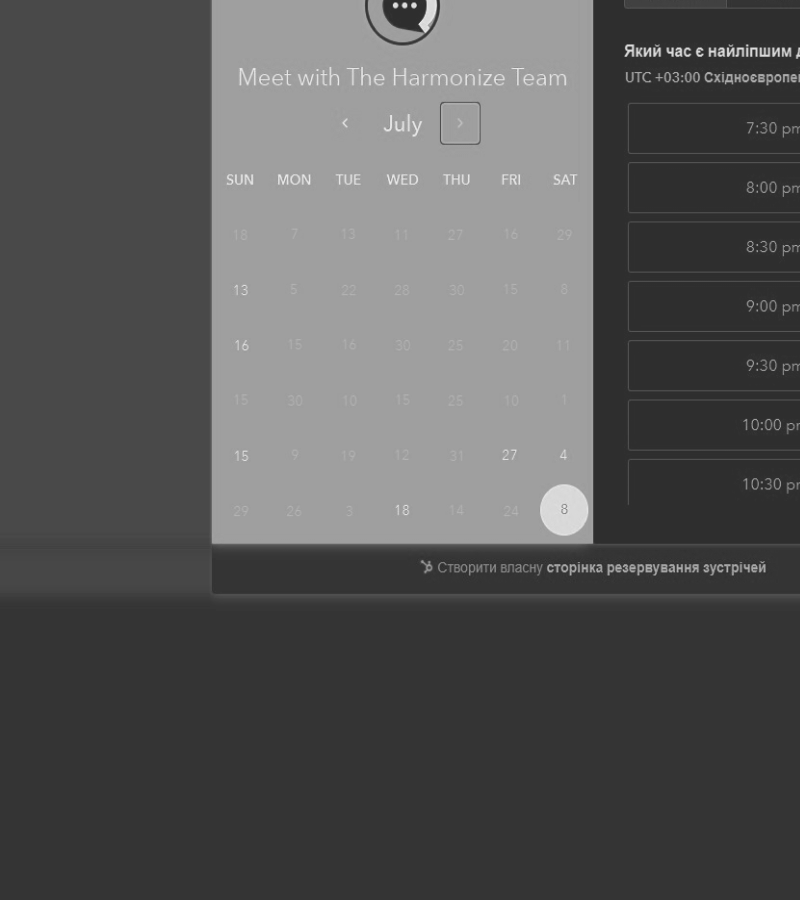 Meet with The Harmonize Team
July
SUN MON TUE WED THU FRI SAT
18 7 13 11 27 16 29
13 5 22 28 30 15 8
16 15 16 30 25 20 11
15 30 10 15 25 10 1
15 9 19 12 31 27 4
29 26 3 18 14 24 8
Який час є найліпшим
UTC +03:00
7:30 pm
8:00 pm
8:30 pm
9:00 pm
9:30 pm
10:00
10:30 pm
Створити власну сторінка резервування зустрічей